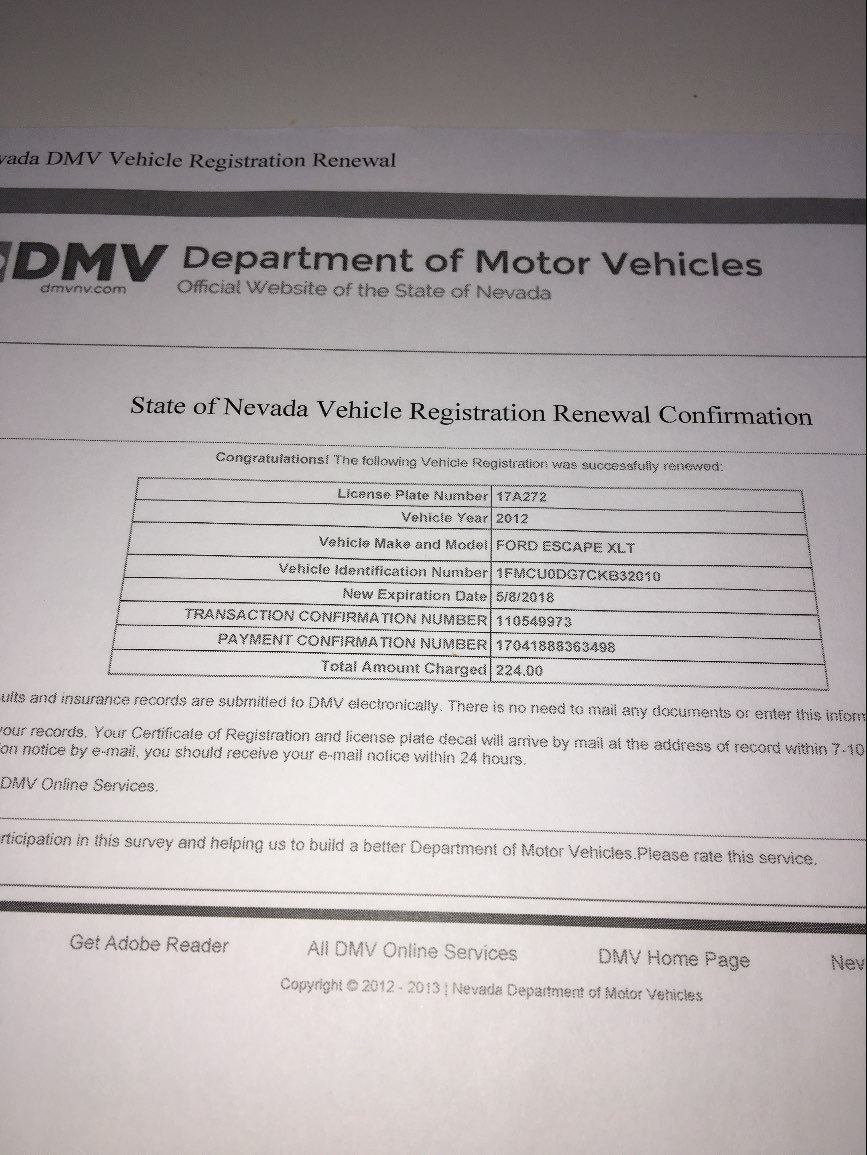 vada DMV Vehicle Registration Renewal
DMV Department of Motor Vehicles
dmvnv.com Official Website of the State of Nevada
State of Nevada Vehicle Registration Renewal Confirmation
Congratulations! The following Vehicle Registration was successfully renewed:
License Plate Number 17A272
Vehicle Year 2012
Vehicle Make and Model FORD ESCAPE XLT
Vehicle Identification Number 1FMCU0DG7CKB32010
New Expiration Date 5/8/2018
TRANSACTION CONFIRMATION NUMBER 110549973
PAYMENT CONFIRMATION NUMBER 17041888363498
Total Amount Charged 224.00
ults and insurance records are submitted to DMV electronically. There is no need to mail any documents or enter this inform
your records. Your Certificate of Registration and license plate decal will arrive by mail at the address of record within 7-10
on notice by e-mail, you should receive your e-mail notice within 24 hours.
DMV Online Services.
rticipation in this survey and helping us to build a better Department of Motor Vehicles.Please rate this service.
Get Adobe Reader All DMV Online Services DMV Home Page Nev
Copyright © 2012 - 2013 | Nevada Department of Motor Vehicles